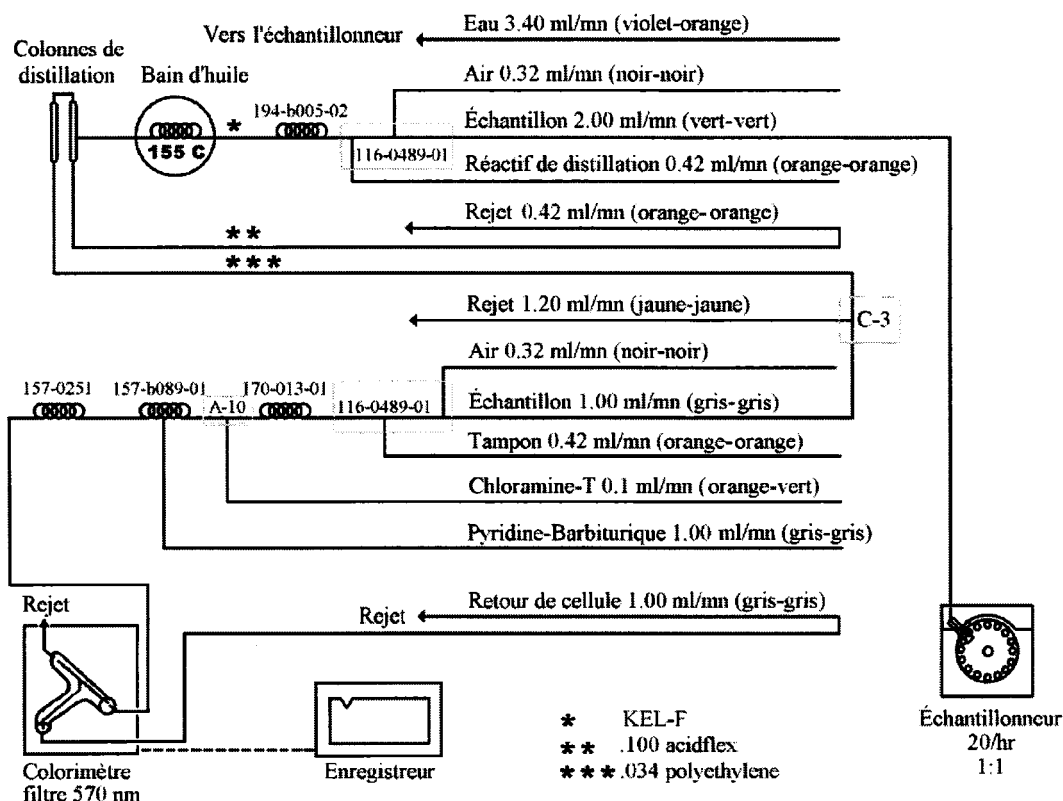 Eau 3.40 ml/mn (violet-orange)
Vers l'échantillonneur
Colonnes de
distillation
Bain d'huile
Air 0.32 ml/mn (noir-noir)
194-b005-02
Échantillon 2.00 ml/mn (vert-vert)
155 C
*
116-0489-01
Réactif de distillation 0.42 ml/mn (orange-orange)
Rejet 0.42 ml/mn (orange-orange)
**
***
Rejet 1.20 ml/mn (jaune-jaune)
C-3
Air 0.32 ml/mn (noir-noir)
157-0251
157-b089-01
A-10
170-013-01
116-0489-01
Échantillon 1.00 ml/mn (gris-gris)
Tampon 0.42 ml/mn (orange-orange)
Chloramine-T 0.1 ml/mn (orange-vert)
Pyridine-Barbiturique 1.00 ml/mn (gris-gris)
Rejet
Rejet
Retour de cellule 1.00 ml/mn (gris-gris)
Colorimètre
filtre 570 nm
Enregistreur
* KEL-F
** .100 acidflex
*** .034 polyethylene
Échantillonneur
20/hr
1:1